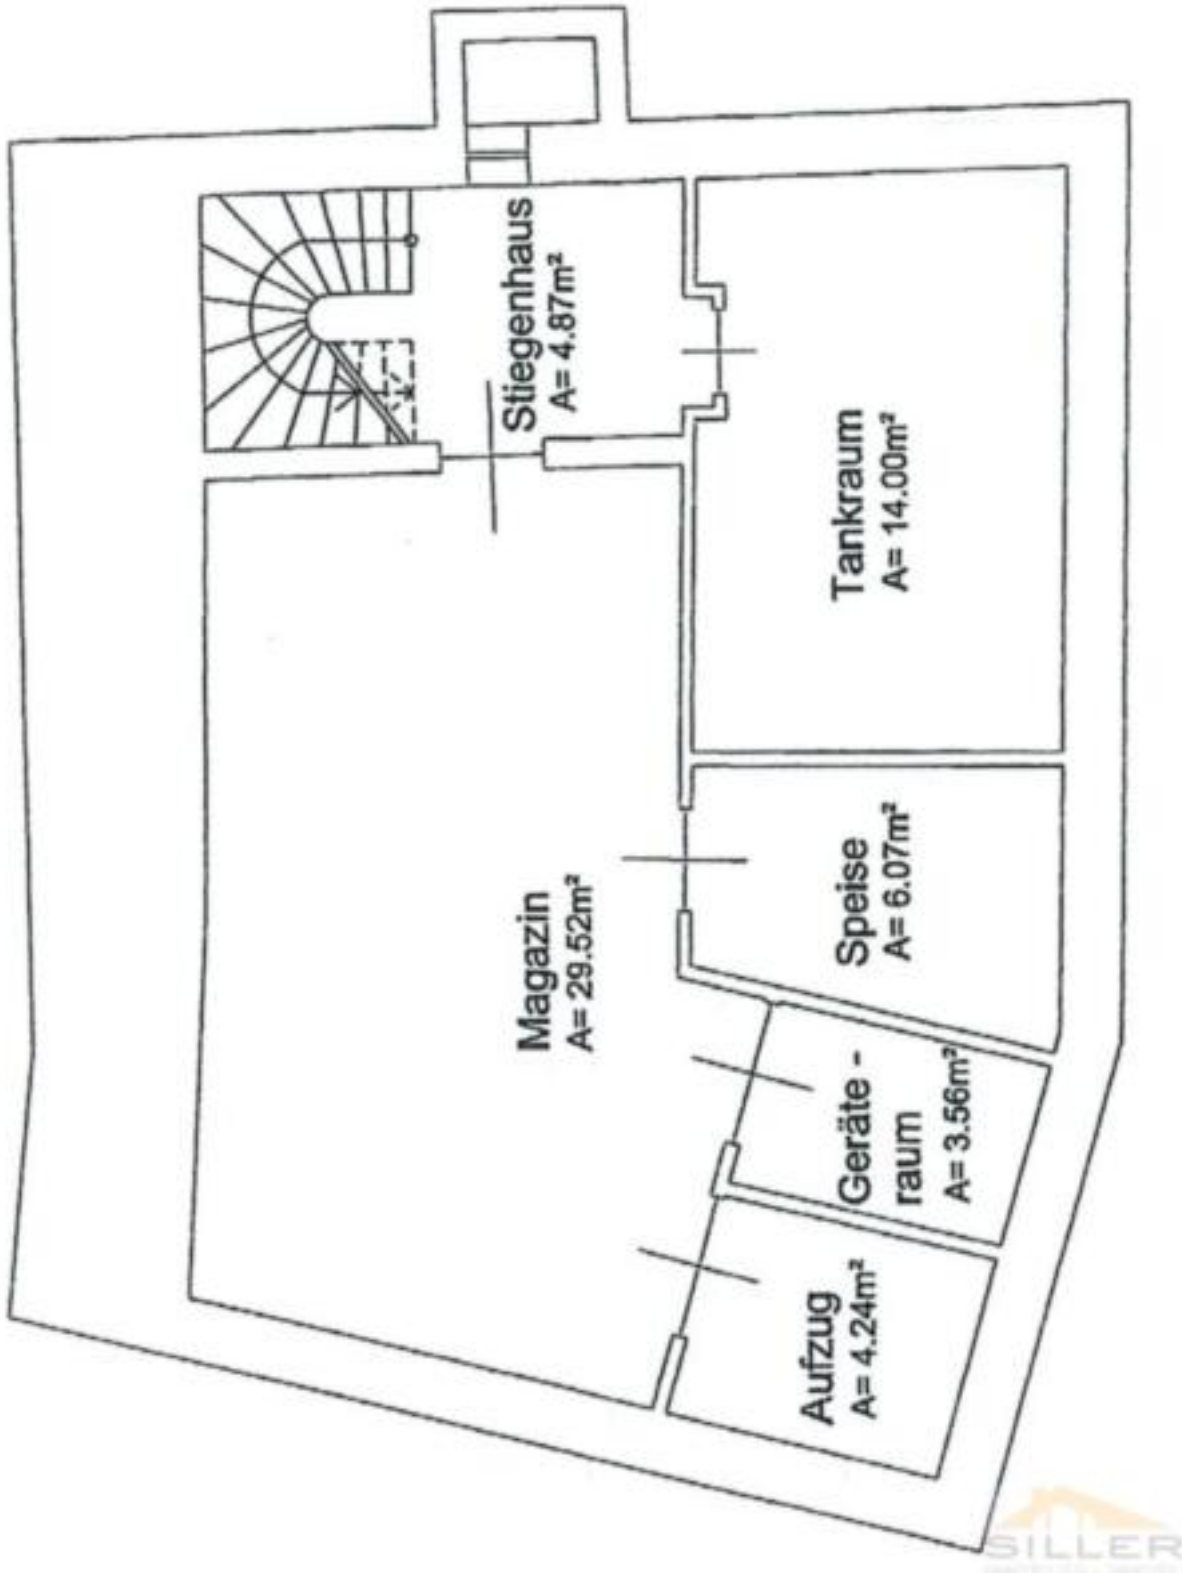 Stiegenhaus
A= 4.87m²
Tankraum
A= 14.00m²
Magazin
A= 29.52m²
Speise
A= 6.07m²
Geräte -
raum
A= 3.56m²
Aufzug
A= 4.24m²
SILLER